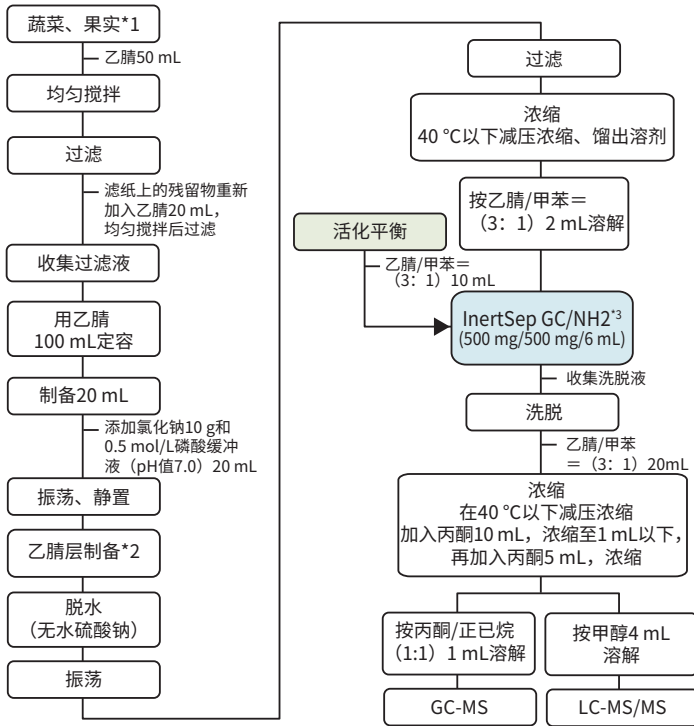 蔬菜、果实*1
乙腈50 mL
均匀搅拌
过滤
滤纸上的残留物重新
加入乙腈20 mL，
均匀搅拌后过滤
收集过滤液
用乙腈
100 mL定容
制备20 mL
添加氯化钠10 g和
0.5 mol/L磷酸缓冲
液（pH值7.0）20 mL
振荡、静置
乙腈层制备*2
脱水
（无水硫酸钠）
振荡
过滤
浓缩
40 °C以下减压浓缩、馏出溶剂
按乙腈/甲苯＝
（3：1）2 mL溶解
活化平衡
乙腈/甲苯＝
（3：1）10 mL
InertSep GC/NH2*3
(500 mg/500 mg/6 mL)
收集洗脱液
洗脱
乙腈/甲苯
＝（3：1）20mL
浓缩
在40 °C以下减压浓缩
加入丙酮10 mL，浓缩至1 mL以下，
再加入丙酮5 mL，浓缩
按丙酮/正已烷
（1:1）1 mL溶解
GC-MS
按甲醇4 mL
溶解
LC-MS/MS